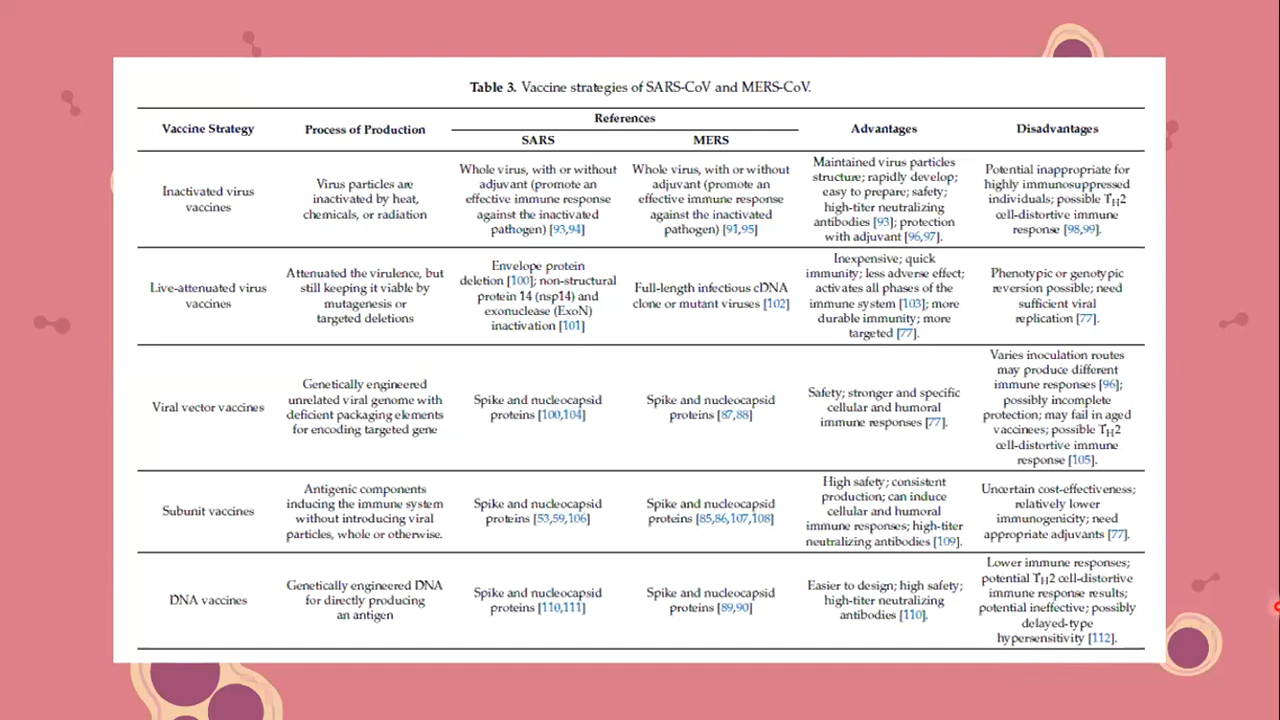 Table 3. Vaccine strategies of SARS-CoV and MERS-CoV.
Vaccine Strategy
Process of Production
References
SARS
MERS
Advantages
Disadvantages
Inactivated virus
vaccines
Virus particles are
inactivated by heat,
chemicals, or radiation
Whole virus, with or without
adjuvant (promote an
effective immune response
against the inactivated
pathogen) [93,94]
Whole virus, with or without
adjuvant (promote an
effective immune response
against the inactivated
pathogen) [91,95]
Maintained virus particles
structure; rapidly develop;
easy to prepare; safety;
high-titer neutralizing
antibodies [93]; protection
with adjuvant [96,97].
Potential inappropriate for
highly immunosuppressed
individuals; possible TH2
cell-distortive immune
response [98,99].
Live-attenuated virus
vaccines
Attenuated the virulence, but
still keeping it viable by
mutagenesis or
targeted deletions
Envelope protein
deletion [100]; non-structural
protein 14 (nsp14) and
exonuclease (ExoN)
inactivation [101]
Full-length infectious cDNA
clone or mutant viruses [102]
Inexpensive; quick
immunity; less adverse effect;
activates all phases of the
immune system [103]; more
durable immunity; more
targeted [77].
Phenotypic or genotypic
reversion possible; need
sufficient viral
replication [77].
Viral vector vaccines
Genetically engineered
unrelated viral genome with
deficient packaging elements
for encoding targeted gene
Spike and nucleocapsid
proteins [100,104]
Spike and nucleocapsid
proteins [87,88]
Safety; stronger and specific
cellular and humoral
immune responses [77].
Varies inoculation routes
may produce different
immune responses [96];
possibly incomplete
protection; may fail in aged
vaccinees; possible TH2
cell-distortive immune
response [105].
Subunit vaccines
Antigenic components
inducing the immune system
without introducing viral
particles, whole or otherwise.
Spike and nucleocapsid
proteins [53,59,106]
Spike and nucleocapsid
proteins [85,86,107,108]
High safety; consistent
production; can induce
cellular and humoral
immune responses; high-titer
neutralizing antibodies [109].
Uncertain cost-effectiveness;
relatively lower
immunogenicity; need
appropriate adjuvants [77].
DNA vaccines
Genetically engineered DNA
for directly producing
an antigen
Spike and nucleocapsid
proteins [110,111]
Spike and nucleocapsid
proteins [89,90]
Easier to design; high safety;
high-titer neutralizing
antibodies [110].
Lower immune responses;
potential TH2 cell-distortive
immune response results;
potential ineffective; possibly
delayed-type
hypersensitivity [112].